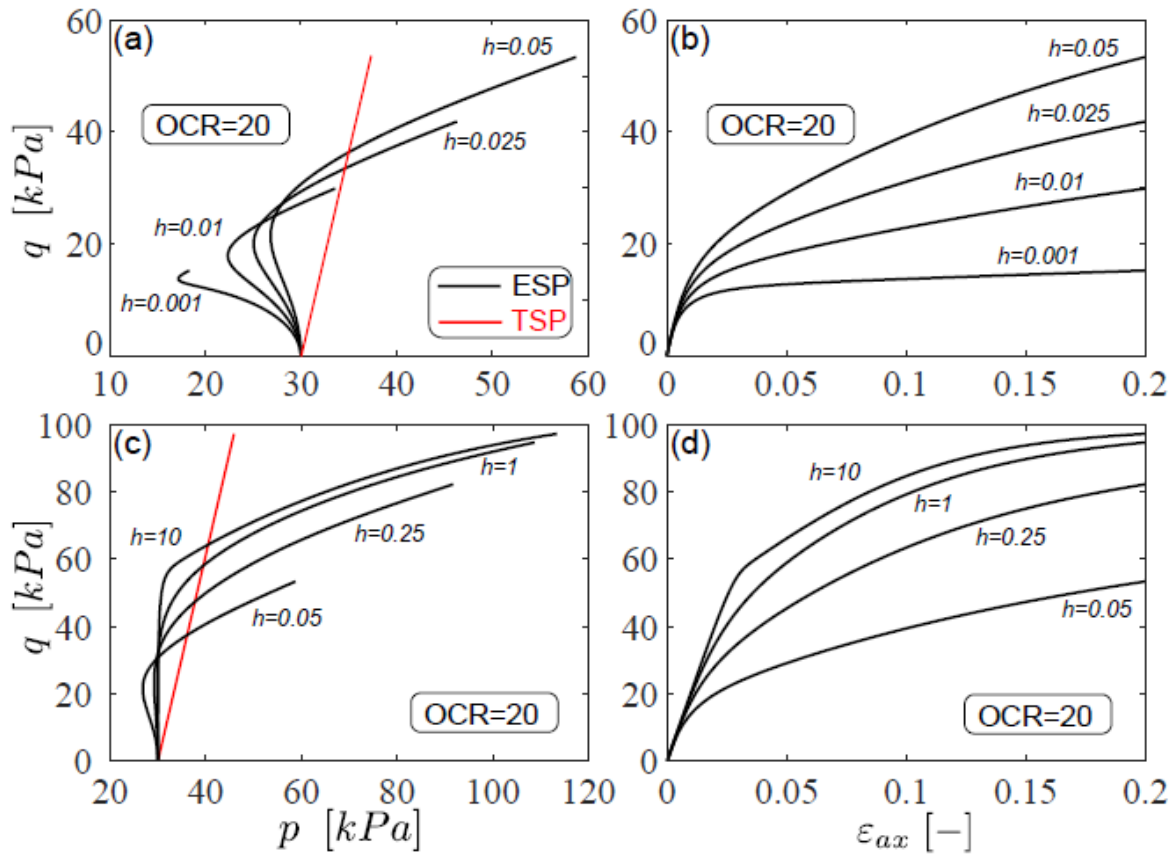 (a)
60
40
20
0
q [kPa]
10 20 30 40 50 60
OCR=20
h=0.05
h=0.025
h=0.01
h=0.001
ESP
TSP
(b)
60
40
20
0
0 0.05 0.1 0.15 0.2
OCR=20
h=0.05
h=0.025
h=0.01
h=0.001
(c)
100
80
60
40
20
0
q [kPa]
20 40 60 80 100 120
p [kPa]
h=10
h=1
h=0.25
h=0.05
OCR=20
(d)
100
80
60
40
20
0
0 0.05 0.1 0.15 0.2
εax [−]
h=10
h=1
h=0.25
h=0.05
OCR=20